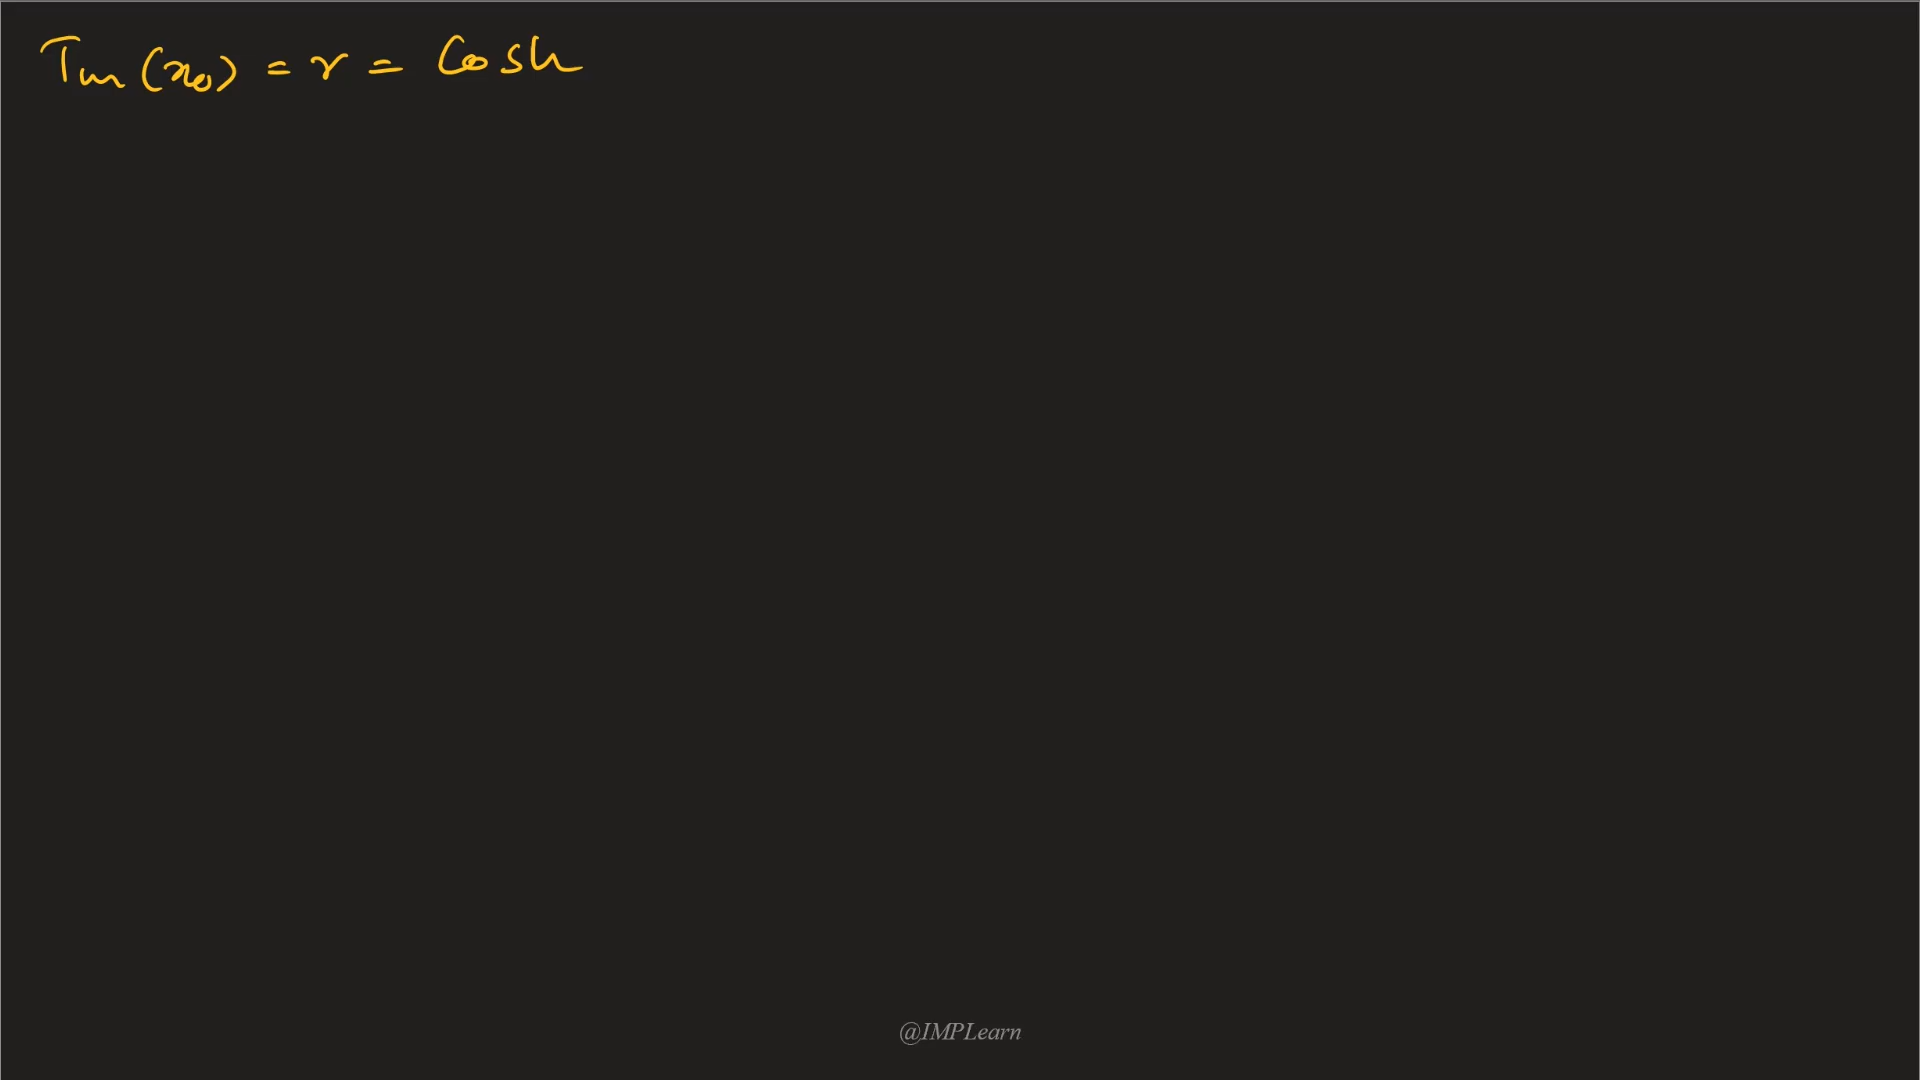 Tm(x0) = r = Cosh
@IMPLearn